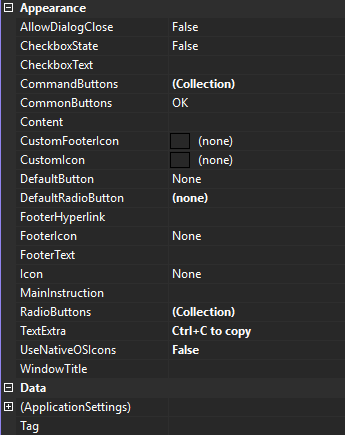 Appearance
AllowDialogClose False
CheckboxState False
CheckboxText
CommandButtons (Collection)
CommonButtons OK
Content
CustomFooterIcon (none)
CustomIcon (none)
DefaultButton None
DefaultRadioButton (none)
FooterHyperlink
FooterIcon None
FooterText
Icon None
MainInstruction
RadioButtons (Collection)
TextExtra Ctrl+C to copy
UseNativeOSIcons False
WindowTitle
Data
(ApplicationSettings)
Tag